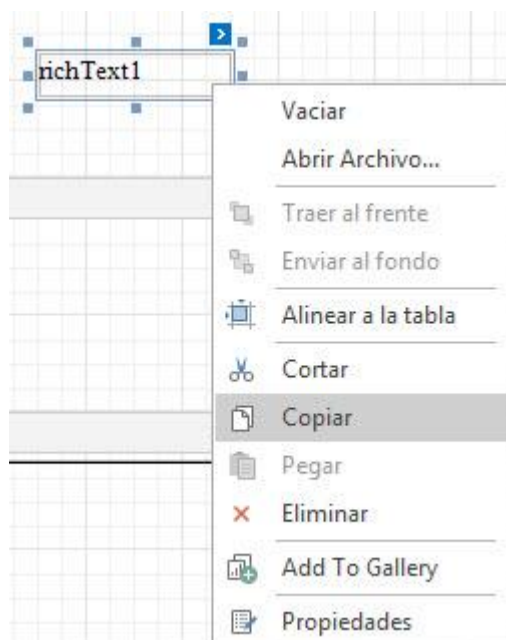 richText1
Vaciar
Abrir Archivo...
Traer al frente
Enviar al fondo
Alinear a la tabla
Cortar
Copiar
Pegar
Eliminar
Add To Gallery
Propiedades